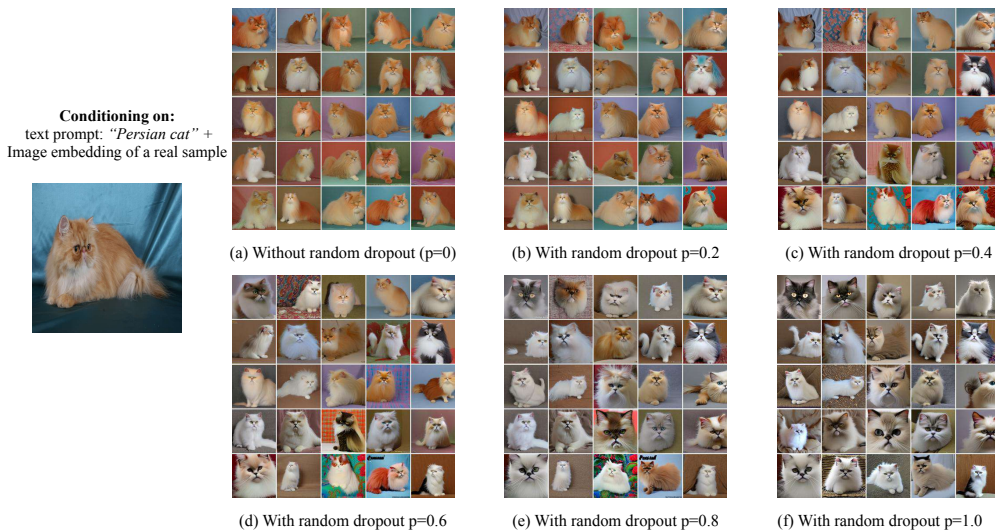 Conditioning on:
text prompt: “Persian cat” +
Image embedding of a real sample
(a) Without random dropout (p=0)
(b) With random dropout p=0.2
(c) With random dropout p=0.4
(d) With random dropout p=0.6
(e) With random dropout p=0.8
(f) With random dropout p=1.0